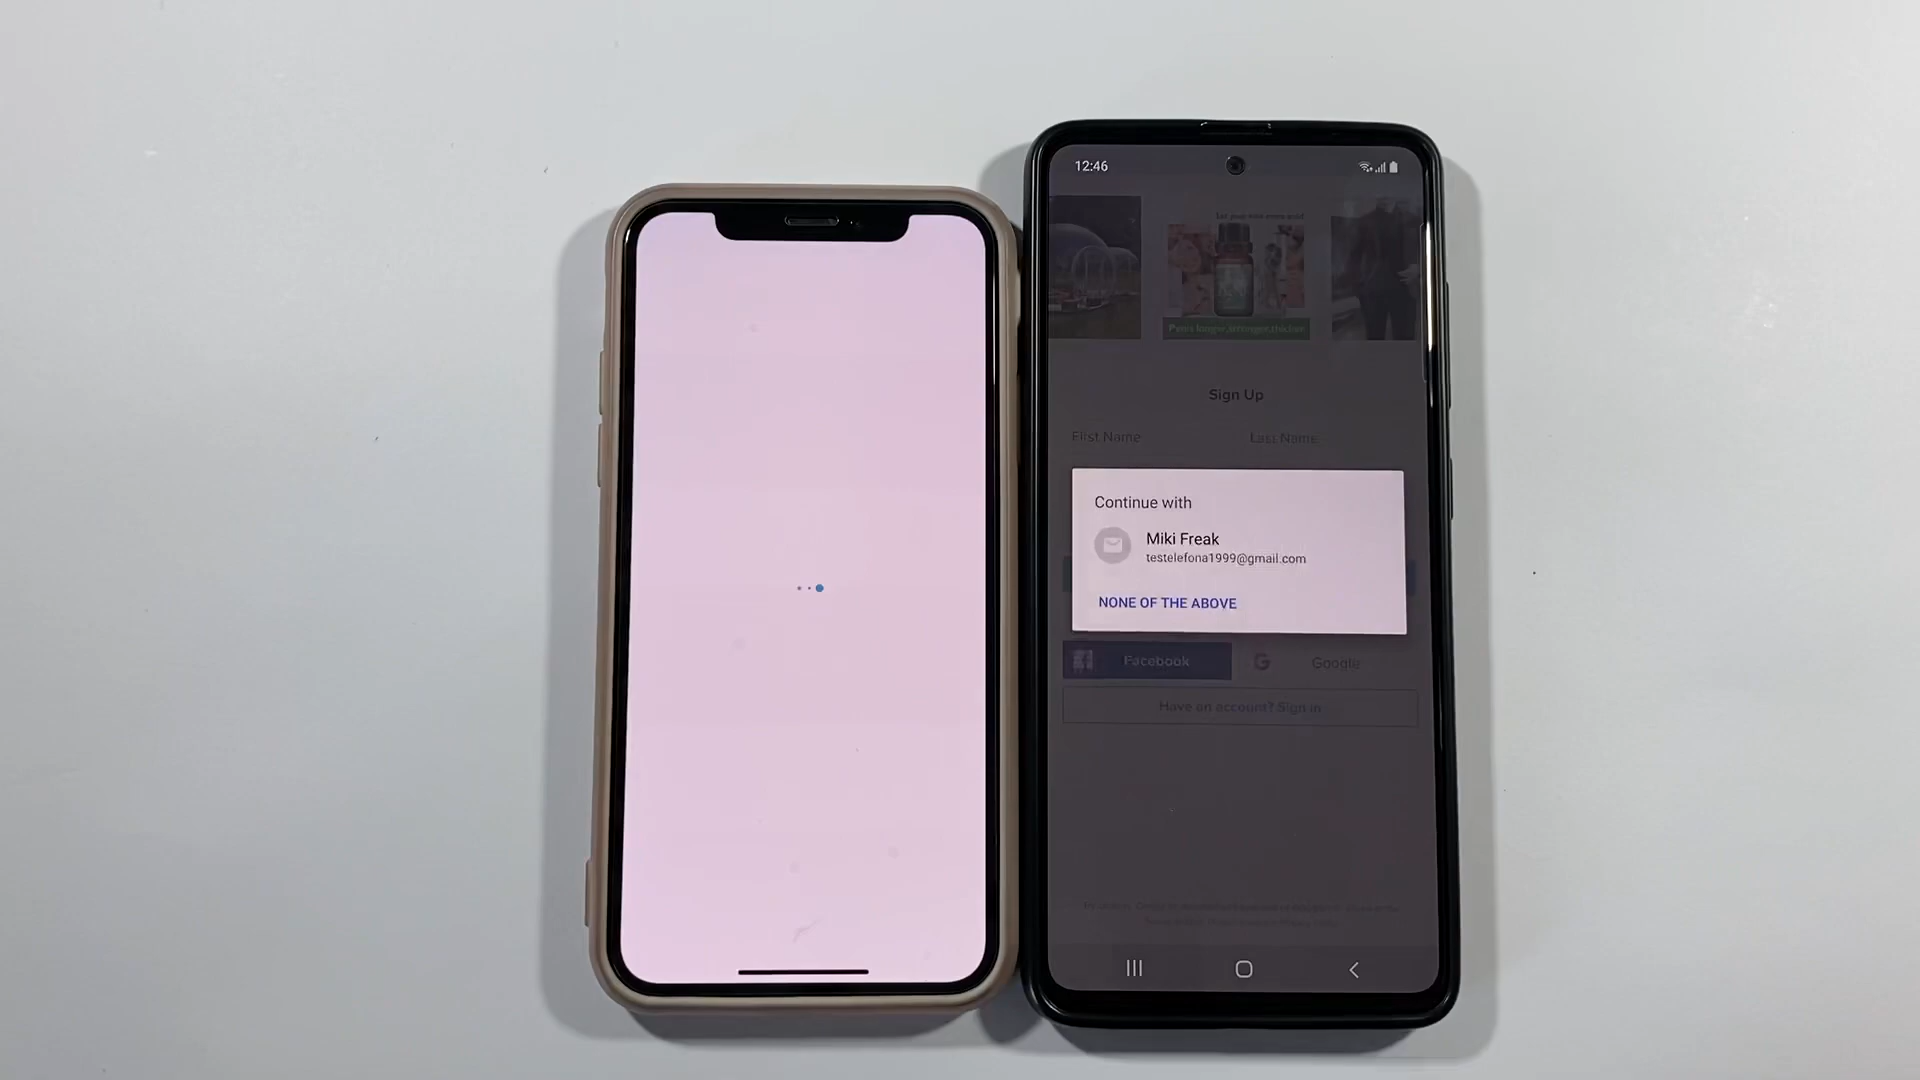 12:46
Sign Up
First Name
Last Name
Continue with
Miki Freak
testelefona1999@gmail.com
NONE OF THE ABOVE
Facebook
G
Google
Have an account? Sign in